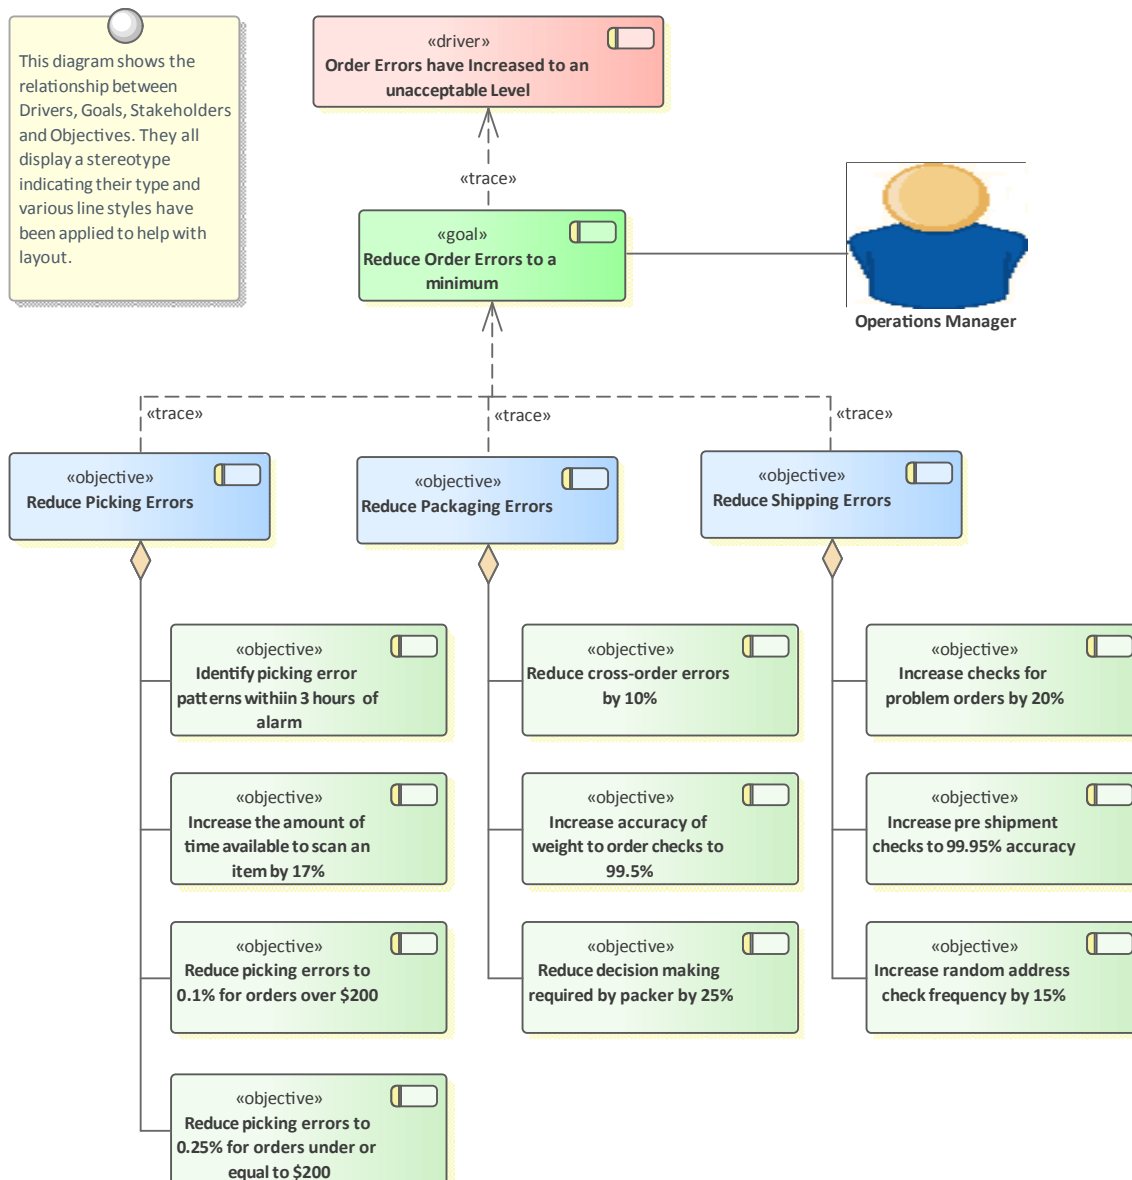 This diagram shows the
relationship between
Drivers, Goals, Stakeholders
and Objectives. They all
display a stereotype
indicating their type and
various line styles have
been applied to help with
layout.
«driver»
Order Errors have Increased to an
unacceptable Level
«trace»
«goal»
Reduce Order Errors to a
minimum
Operations Manager
«trace»
«trace»
«trace»
«objective»
Reduce Picking Errors
«objective»
Reduce Packaging Errors
«objective»
Reduce Shipping Errors
«objective»
Identify picking error
patterns withiin 3 hours of
alarm
«objective»
Reduce cross-order errors
by 10%
«objective»
Increase checks for
problem orders by 20%
«objective»
Increase the amount of
time available to scan an
item by 17%
«objective»
Increase accuracy of
weight to order checks to
99.5%
«objective»
Increase pre shipment
checks to 99.95% accuracy
«objective»
Reduce picking errors to
0.1% for orders over $200
«objective»
Reduce decision making
required by packer by 25%
«objective»
Increase random address
check frequency by 15%
«objective»
Reduce picking errors to
0.25% for orders under or
equal to $200